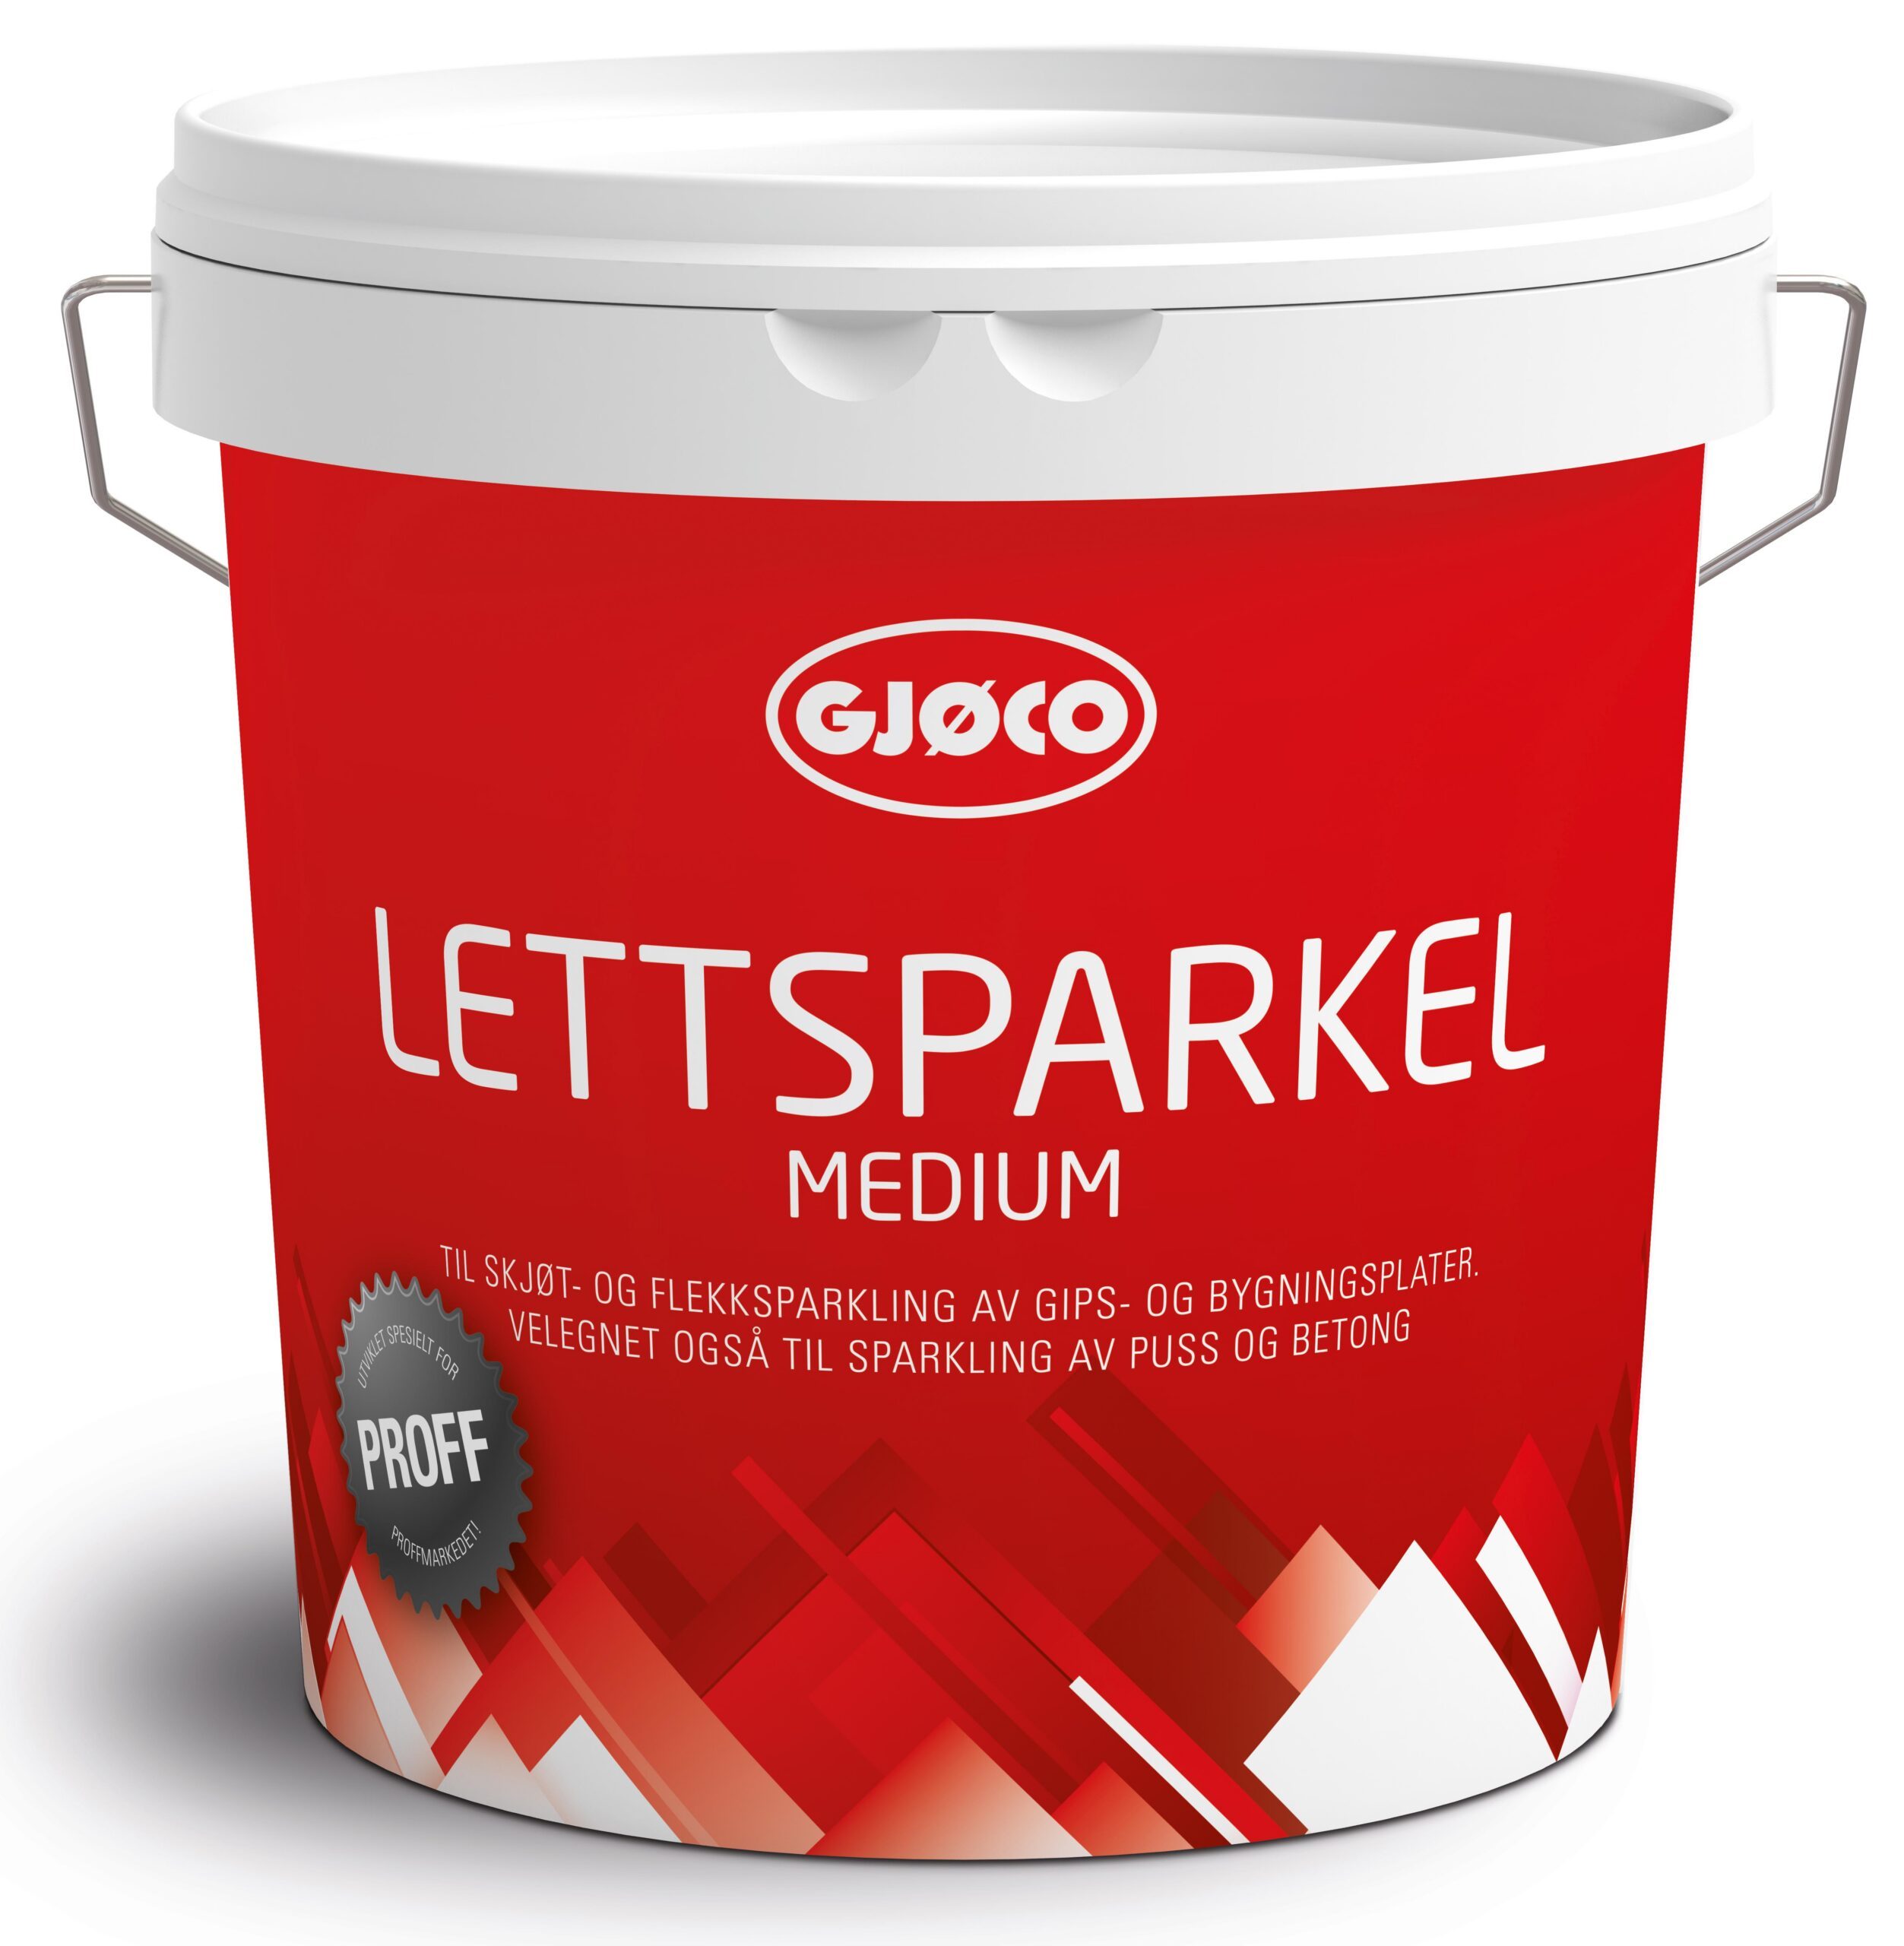 GJØCO
LETTSPARKEL
MEDIUM
TIL SKJØT- OG FLEKKSPARKLING AV GIPS- OG BYGNINGSPLATER.
VELEGNET OGSÅ TIL SPARKLING AV PUSS OG BETONG
UTVIKLET SPESIELT FOR
PROFF
PROFFMARKEDET!